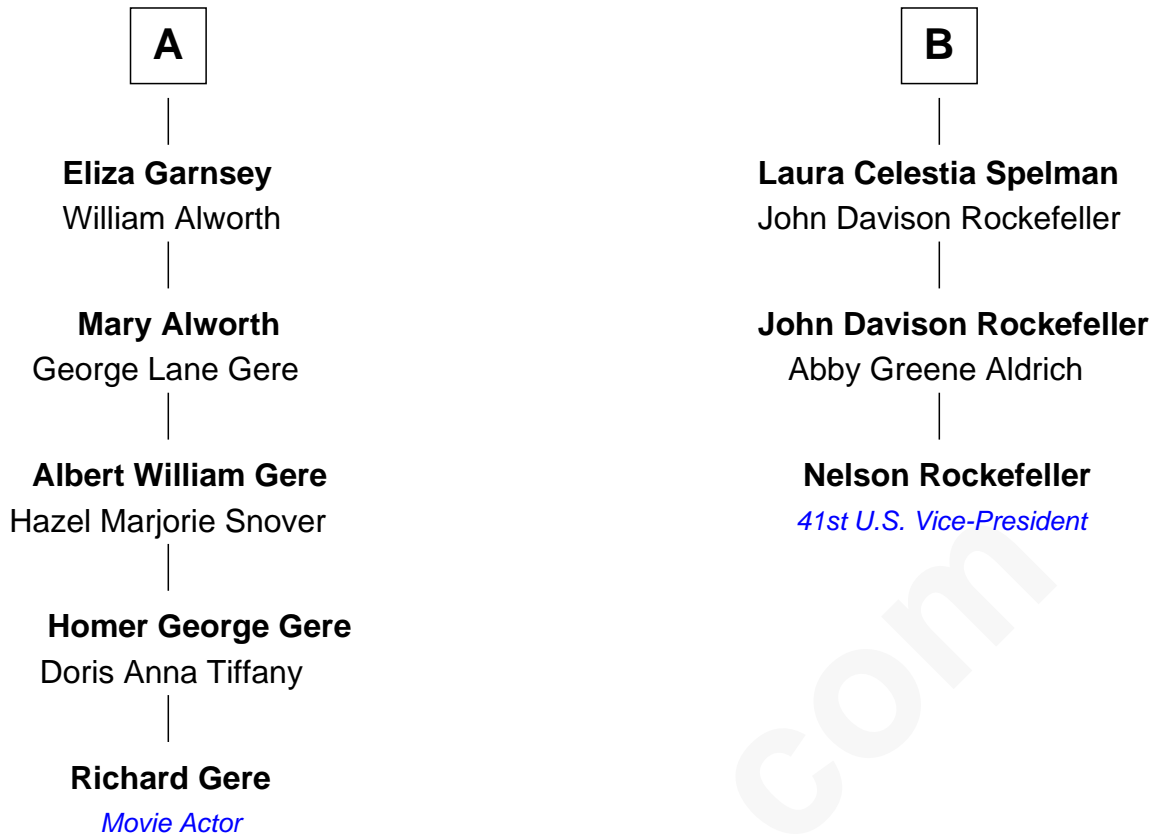 A
Eliza Garnsey
William Alworth
Mary Alworth
George Lane Gere
Albert William Gere
Hazel Marjorie Snover
Homer George Gere
Doris Anna Tiffany
Richard Gere
Movie Actor
B
Laura Celestia Spelman
John Davison Rockefeller
John Davison Rockefeller
Abby Greene Aldrich
Nelson Rockefeller
41st U.S. Vice-President
com